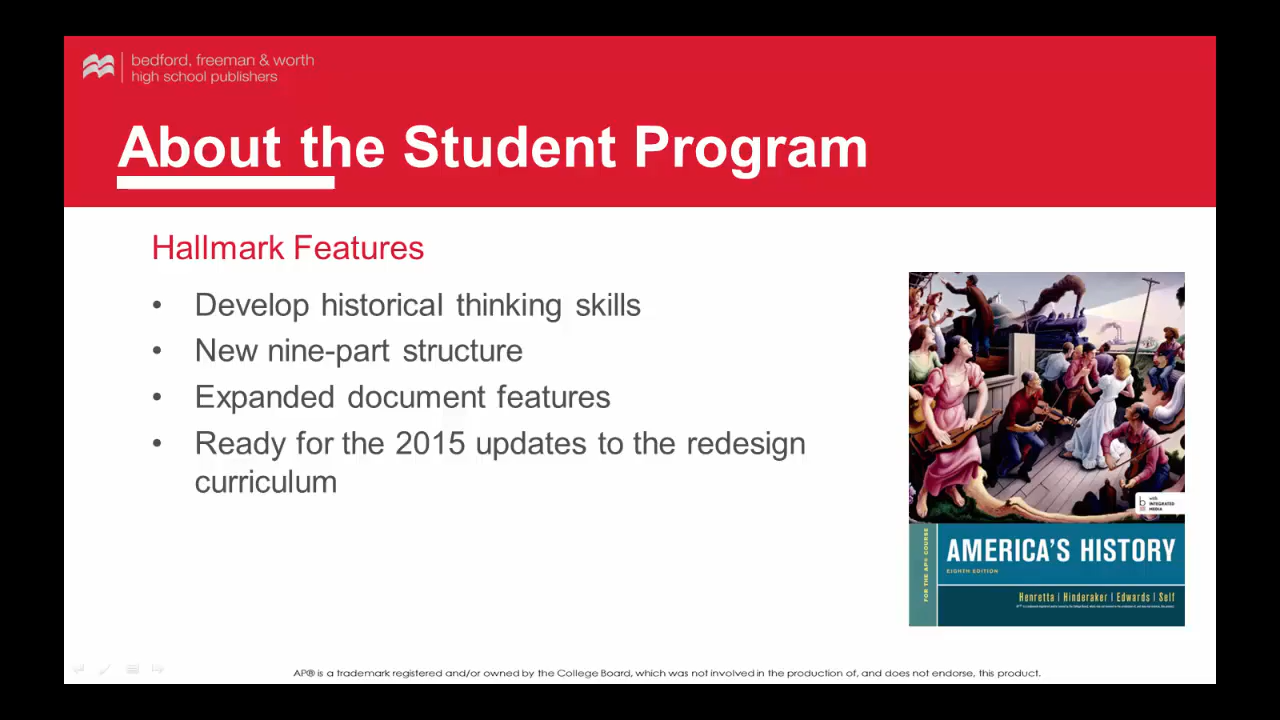 bedford, freeman & worth
high school publishers
About the Student Program
Hallmark Features
• Develop historical thinking skills
• New nine-part structure
• Expanded document features
• Ready for the 2015 updates to the redesign
curriculum
b with
INTEGRATED
MEDIA
FOR THE AP® COURSE
AMERICA'S HISTORY
EIGHTH EDITION
Henretta | Hinderaker | Edwards | Self
AP® is a trademark registered and/or owned by the College Board, which was not involved in the production of, and does not endorse, this product.